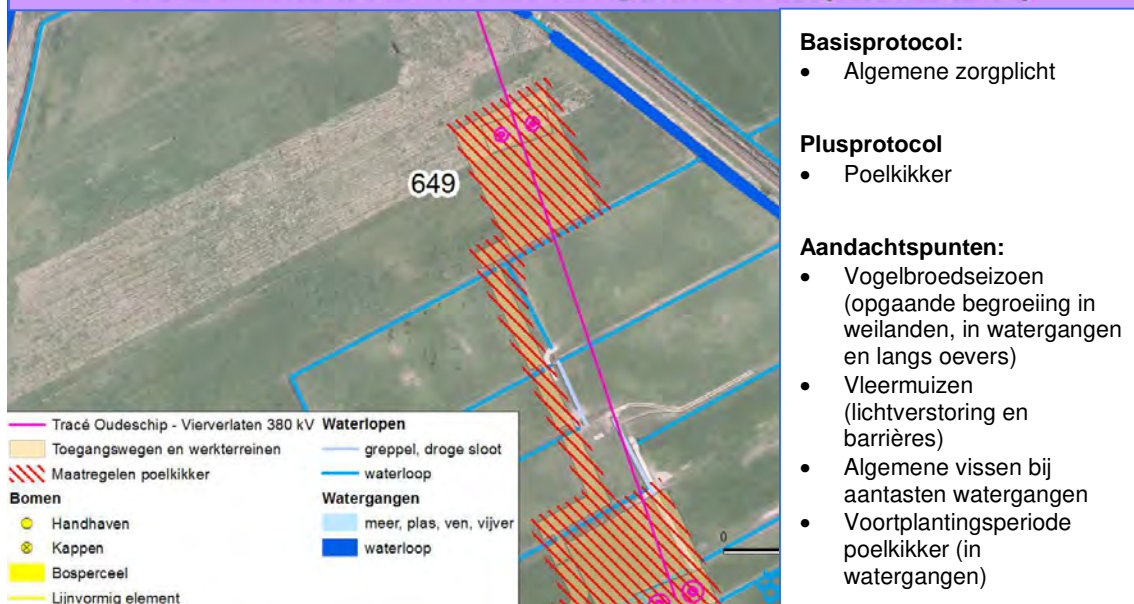 649
Tracé Oudeschip - Vierverlaten 380 kV
Toegangswegen en werkterreinen
Maatregelen poelkikker
Bomen
Handhaven
Kappen
Bosperceel
Lijnvormig element
Waterlopen
greppel, droge sloot
waterloop
Watergangen
meer, plas, ven, vijver
waterloop
0
Basisprotocol:
• Algemene zorgplicht
Plusprotocol
• Poelkikker
Aandachtspunten:
• Vogelbroedseizoen
(opgaande begroeiing in
weilanden, in watergangen
en langs oevers)
• Vleermuizen
(lichtverstoring en
barrières)
• Algemene vissen bij
aantasten watergangen
• Voortplantingsperiode
poelkikker (in
watergangen)